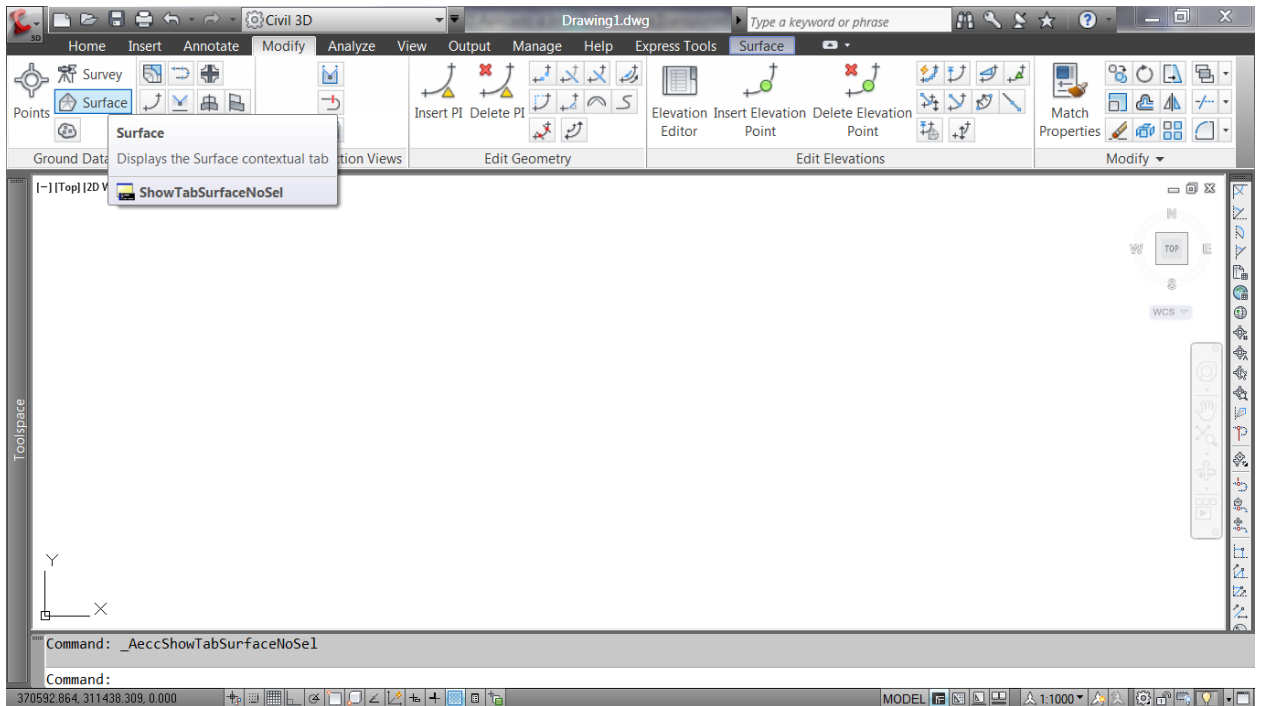 Civil 3D Drawing1.dwg Type a keyword or phrase
3D Home Insert Annotate Modify Analyze View Output Manage Help Express Tools Surface
Survey
Points Surface
Insert PI Delete PI
Elevation Editor
Insert Elevation Point
Delete Elevation Point
Match Properties
Surface
Displays the Surface contextual tab
ShowTabSurfaceNoSel
Ground Data tion Views Edit Geometry Edit Elevations Modify
[−] [Top] [2D W
N
W TOP E
S
WCS
Toolspace
Y
X
Command: _AeccShowTabSurfaceNoSel
Command:
370592.864, 311438.309, 0.000 MODEL 1:1000